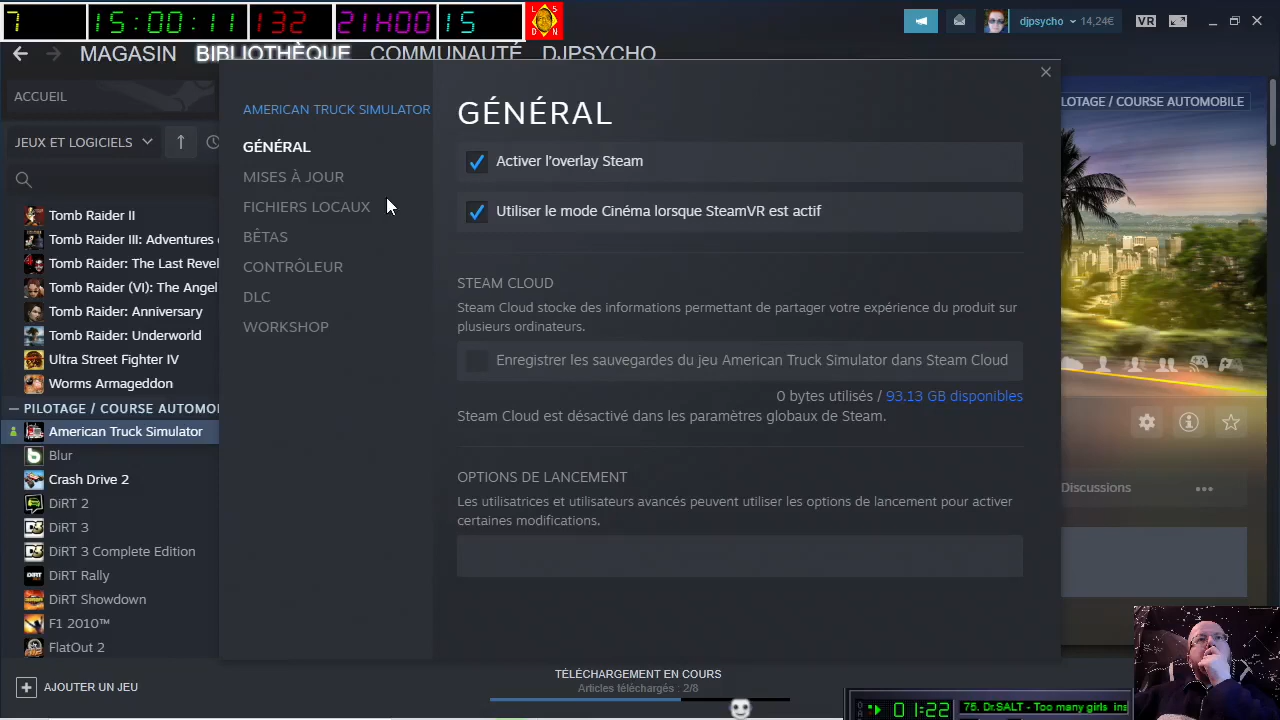 7
15:00:11
132
21H00
15
LS
DN
djpsycho
14,24€
VR
MAGASIN
BIBLIOTHÈQUE
COMMUNAUTÉ
DJPSYCHO
ACCUEIL
JEUX ET LOGICIELS
Tomb Raider II
Tomb Raider III: Adventures
Tomb Raider: The Last Revel
Tomb Raider (VI): The Angel
Tomb Raider: Anniversary
Tomb Raider: Underworld
Ultra Street Fighter IV
Worms Armageddon
PILOTAGE / COURSE AUTOMO
American Truck Simulator
Blur
Crash Drive 2
DiRT 2
DiRT 3
DiRT 3 Complete Edition
DiRT Rally
DiRT Showdown
F1 2010™
FlatOut 2
AJOUTER UN JEU
AMERICAN TRUCK SIMULATOR
GÉNÉRAL
MISES À JOUR
FICHIERS LOCAUX
BÊTAS
CONTRÔLEUR
DLC
WORKSHOP
GÉNÉRAL
Activer l'overlay Steam
Utiliser le mode Cinéma lorsque SteamVR est actif
STEAM CLOUD
Steam Cloud stocke des informations permettant de partager votre expérience du produit sur
plusieurs ordinateurs.
Enregistrer les sauvegardes du jeu American Truck Simulator dans Steam Cloud
0 bytes utilisés / 93.13 GB disponibles
Steam Cloud est désactivé dans les paramètres globaux de Steam.
OPTIONS DE LANCEMENT
Les utilisatrices et utilisateurs avancés peuvent utiliser les options de lancement pour activer
certaines modifications.
LOTAGE / COURSE AUTOMOBILE
Discussions
TÉLÉCHARGEMENT EN COURS
Articles téléchargés : 2/8
01:22
75. Dr.SALT - Too many girls ins